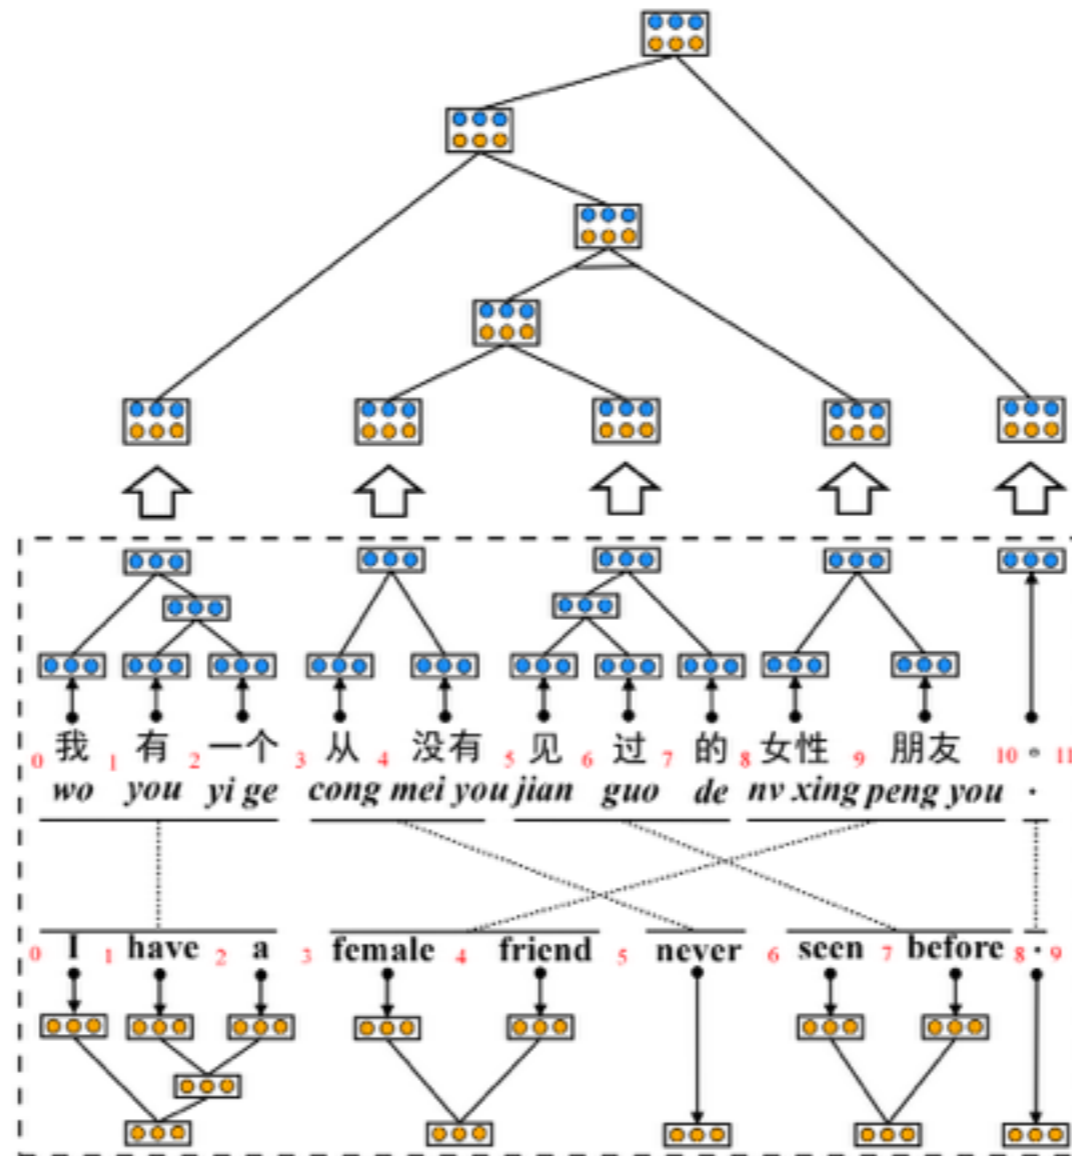 0 我 1 有 2 一个 3 从 4 没有 5 见 6 过 7 的 8 女性 9 朋友 10 。 11
wo you yi ge cong mei you jian guo de nv xing peng you .
0 I 1 have 2 a 3 female 4 friend 5 never 6 seen 7 before 8 . 9